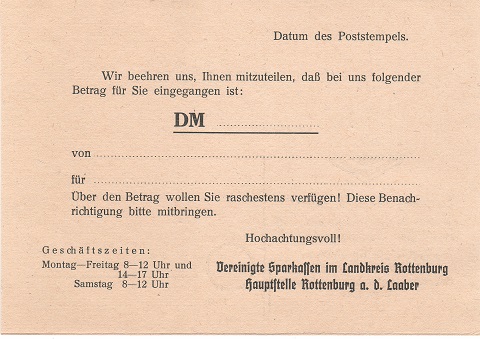 Datum des Poststempels.
Wir beehren uns, Ihnen mitzuteilen, daß bei uns folgender
Betrag für Sie eingegangen ist:
DM
von
für
Über den Betrag wollen Sie raschestens verfügen! Diese Benach-
richtigung bitte mitbringen.
Hochachtungsvoll!
Geschäftszeiten:
Montag—Freitag 8—12 Uhr und
14—17 Uhr
Samstag 8—12 Uhr
Vereinigte Sparkassen im Landkreis Rottenburg
Hauptstelle Rottenburg a. d. Laaber